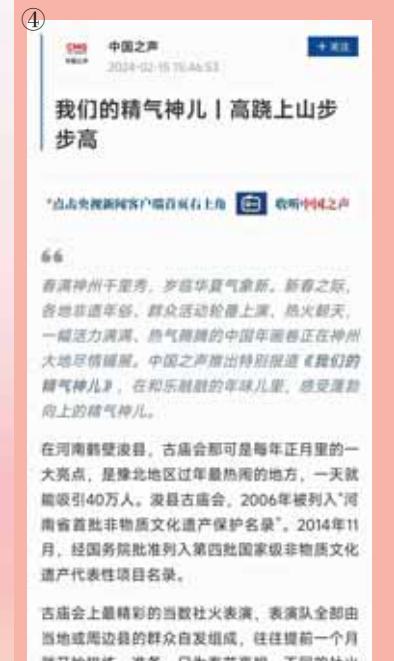 ④
CMG
中国之声
+ 关注
2024-02-15 15:46:53
我们的精气神儿丨高跷上山步
步高
*点击央视新闻客户端首页右上角 收听中国之声
春满神州千里秀，岁临华夏气象新。新春之际，
各地非遗年俗、群众活动轮番上演、热火朝天，
一幅活力满满、热气腾腾的中国年画卷正在神州
大地尽情铺展。中国之声推出特别报道《我们的
精气神儿》，在和乐融融的年味儿里，感受蓬勃
向上的精气神儿。
在河南鹤壁浚县，古庙会那可是每年正月里的一
大亮点，是豫北地区过年最热闹的地方，一天就
能吸引40万人。浚县古庙会，2006年被列入“河
南省首批非物质文化遗产保护名录”。2014年11
月，经国务院批准列入第四批国家级非物质文化
遗产代表性项目名录。
古庙会上最精彩的当数社火表演，表演队全部由
当地或周边县的群众自发组成，往往提前一个月